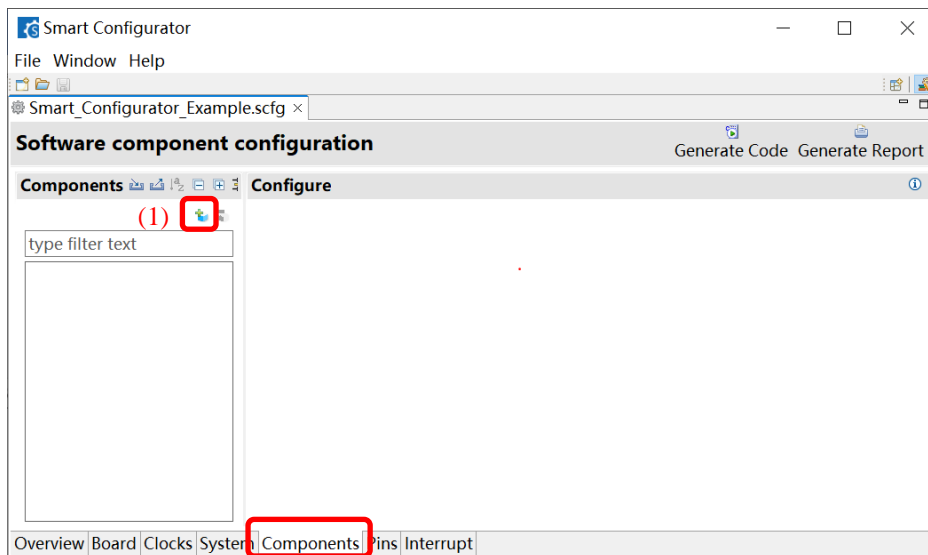 Smart Configurator
File Window Help
Smart_Configurator_Example.scfg
Software component configuration
Generate Code Generate Report
Components
Configure
(1)
type filter text
Overview Board Clocks System Components Pins Interrupt